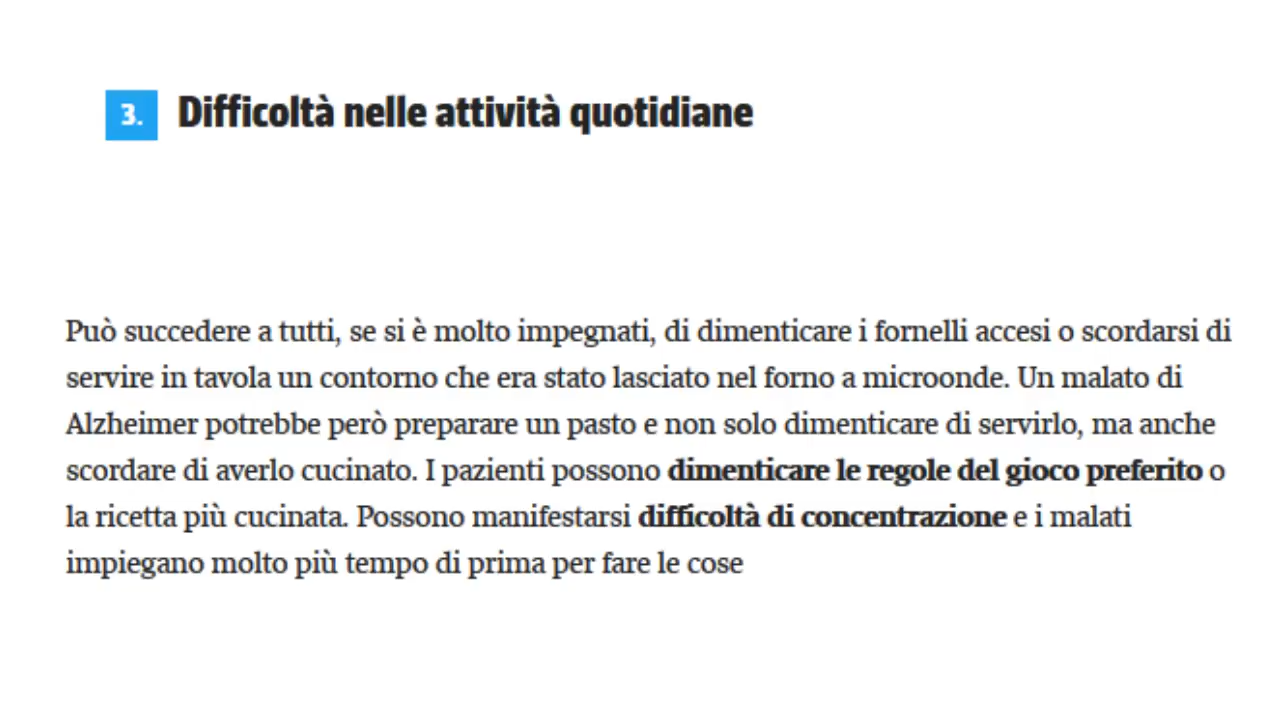 3. Difficoltà nelle attività quotidiane
Può succedere a tutti, se si è molto impegnati, di dimenticare i fornelli accesi o scordarsi di
servire in tavola un contorno che era stato lasciato nel forno a microonde. Un malato di
Alzheimer potrebbe però preparare un pasto e non solo dimenticare di servirlo, ma anche
scordare di averlo cucinato. I pazienti possono dimenticare le regole del gioco preferito o
la ricetta più cucinata. Possono manifestarsi difficoltà di concentrazione e i malati
impiegano molto più tempo di prima per fare le cose